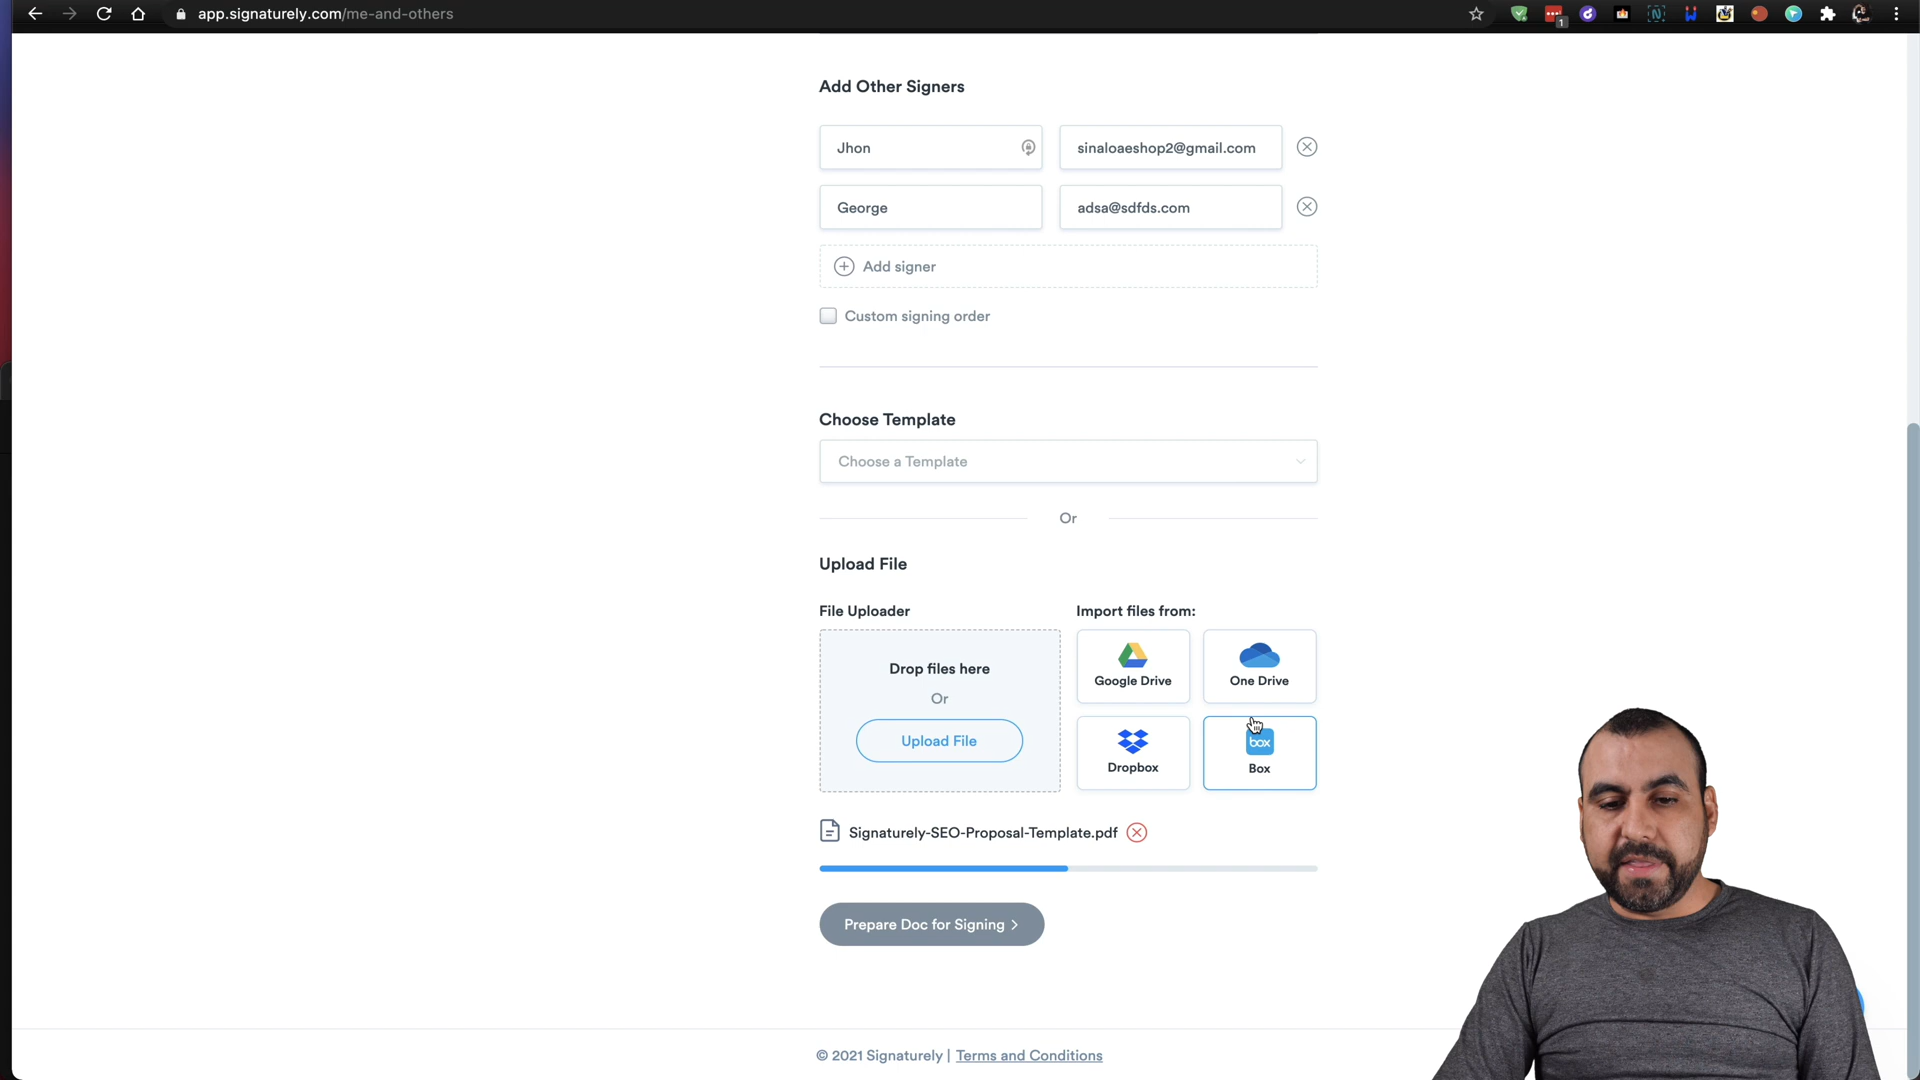 app.signaturely.com/me-and-others
1
Add Other Signers
Jhon
sinaloaeshop2@gmail.com
George
adsa@sdfds.com
Add signer
Custom signing order
Choose Template
Choose a Template
Or
Upload File
File Uploader
Import files from:
Drop files here
Or
Upload File
Google Drive
One Drive
Dropbox
box
Box
Signaturely-SEO-Proposal-Template.pdf
Prepare Doc for Signing >
© 2021 Signaturely | Terms and Conditions